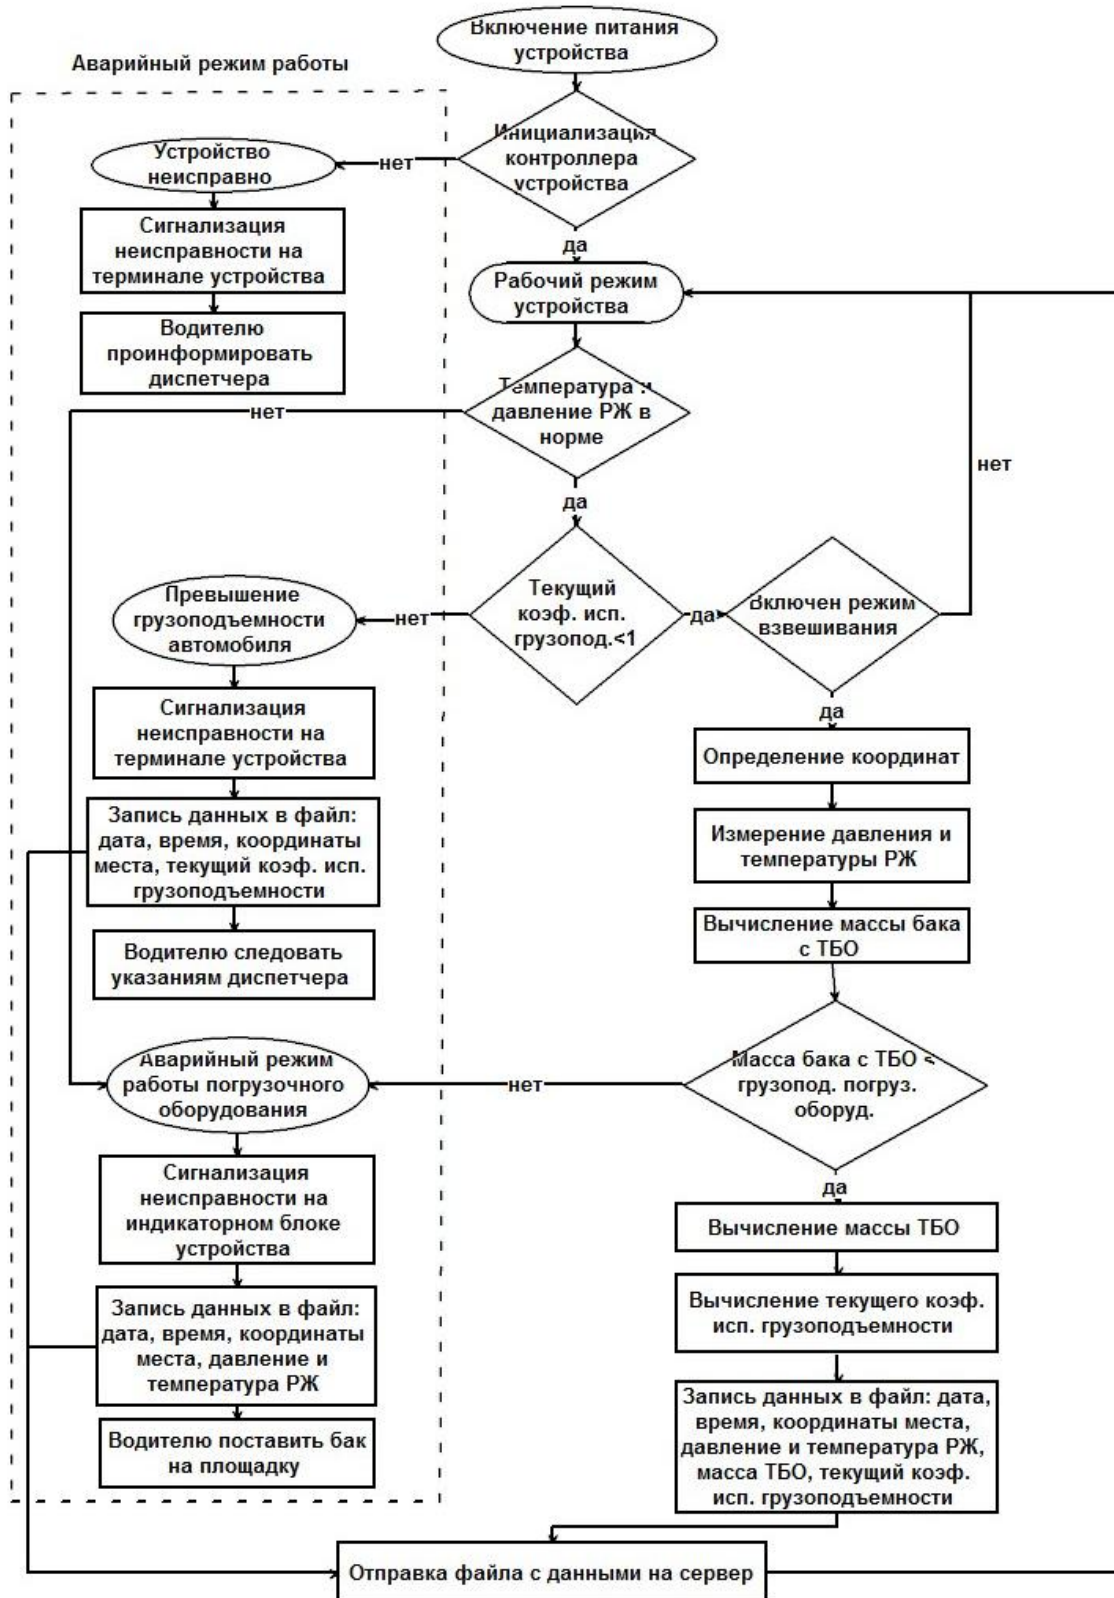 Включение питания
устройства
Аварийный режим работы
Инициализация
контроллера
устройства
нет
Устройство
неисправно
Сигнализация
неисправности на
терминале устройства
Водителю
проинформировать
диспетчера
да
Рабочий режим
устройства
Температура и
давление РЖ в
норме
нет
да
нет
Текущий
коэф. исп.
грузопод.<1
да
Включен режим
взвешивания
нет
Превышение
грузоподъемности
автомобиля
Сигнализация
неисправности на
терминале устройства
Запись данных в файл:
дата, время, координаты
места, текущий коэф. исп.
грузоподъемности
Водителю следовать
указаниям диспетчера
да
Определение координат
Измерение давления и
температуры РЖ
Вычисление массы бака
с ТБО
Масса бака с ТБО <
грузопод. погруз.
оборуд.
нет
Аварийный режим
работы погрузочного
оборудования
Сигнализация
неисправности на
индикаторном блоке
устройства
Запись данных в файл:
дата, время, координаты
места, давление и
температура РЖ
Водителю поставить бак
на площадку
да
Вычисление массы ТБО
Вычисление текущего коэф.
исп. грузоподъемности
Запись данных в файл: дата,
время, координаты места,
давление и температура РЖ,
масса ТБО, текущий коэф.
исп. грузоподъемности
Отправка файла с данными на сервер